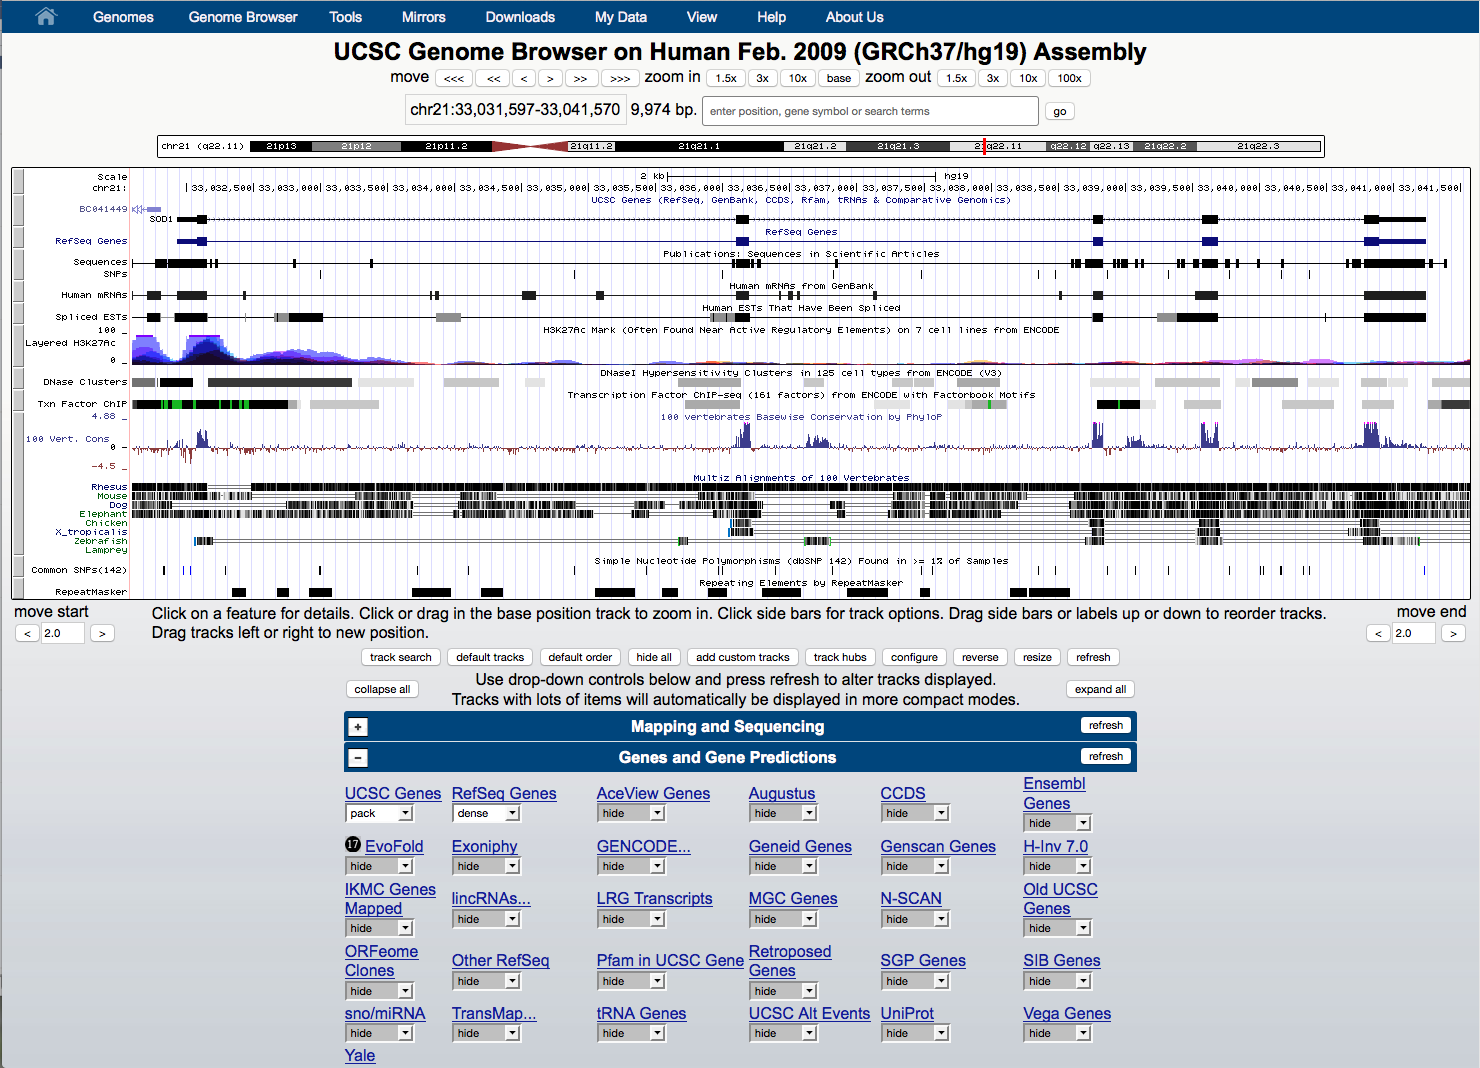 Genomes Genome Browser Tools Mirrors Downloads My Data View Help About Us
UCSC Genome Browser on Human Feb. 2009 (GRCh37/hg19) Assembly
move <<< << < > >> >>> zoom in 1.5x 3x 10x base zoom out 1.5x 3x 10x 100x
chr21:33,031,597-33,041,570 9,974 bp. enter position, gene symbol or search terms go
chr21 (q22.11) 21p13 21p12 21p11.2 21q11.2 21q21.1 21q21.2 21q21.3 21q22.11 q22.12 q22.13 21q22.2 21q22.3
Scale 2 kb hg19
chr21: 33,032,500 33,033,000 33,033,500 33,034,000 33,034,500 33,035,000 33,035,500 33,036,000 33,036,500 33,037,000 33,037,500 33,038,000 33,038,500 33,039,000 33,039,500 33,040,000 33,040,500 33,041,000 33,041,500
UCSC Genes (RefSeq, GenBank, CCDS, Rfam, tRNAs & Comparative Genomics)
BC041449
SOD1
RefSeq Genes
RefSeq Genes
Publications: Sequences in Scientific Articles
Sequences
SNPs
Human mRNAs from GenBank
Human mRNAs
Human ESTs That Have Been Spliced
Spliced ESTs
H3K27Ac Mark (Often Found Near Active Regulatory Elements) on 7 cell lines from ENCODE
100 _
Layered H3K27Ac
0 _
DNaseI Hypersensitivity Clusters in 125 cell types from ENCODE (V3)
DNase Clusters
Transcription Factor ChIP-seq (161 factors) from ENCODE with Factorbook Motifs
Txn Factor ChIP
100 vertebrates Basewise Conservation by PhyloP
4.88 _
100 Vert. Cons
0 _
-4.5 _
Multiz Alignments of 100 Vertebrates
Rhesus
Mouse
Dog
Elephant
Chicken
X_tropicalis
Zebrafish
Lamprey
Simple Nucleotide Polymorphisms (dbSNP 142) Found in >= 1% of Samples
Common SNPs(142)
Repeating Elements by RepeatMasker
RepeatMasker
move start
< 2.0 >
Click on a feature for details. Click or drag in the base position track to zoom in. Click side bars for track options. Drag side bars or labels up or down to reorder tracks.
Drag tracks left or right to new position.
move end
< 2.0 >
track search default tracks default order hide all add custom tracks track hubs configure reverse resize refresh
collapse all
Use drop-down controls below and press refresh to alter tracks displayed.
Tracks with lots of items will automatically be displayed in more compact modes.
expand all
+ Mapping and Sequencing refresh
− Genes and Gene Predictions refresh
UCSC Genes RefSeq Genes AceView Genes Augustus CCDS Ensembl Genes
pack dense hide hide hide hide
17 EvoFold Exoniphy GENCODE... Geneid Genes Genscan Genes H-Inv 7.0
hide hide hide hide hide hide
IKMC Genes Mapped lincRNAs... LRG Transcripts MGC Genes N-SCAN Old UCSC Genes
hide hide hide hide hide hide
ORFeome Clones Other RefSeq Pfam in UCSC Gene Retroposed Genes SGP Genes SIB Genes
hide hide hide hide hide hide
sno/miRNA TransMap... tRNA Genes UCSC Alt Events UniProt Vega Genes
hide hide hide hide hide hide
Yale